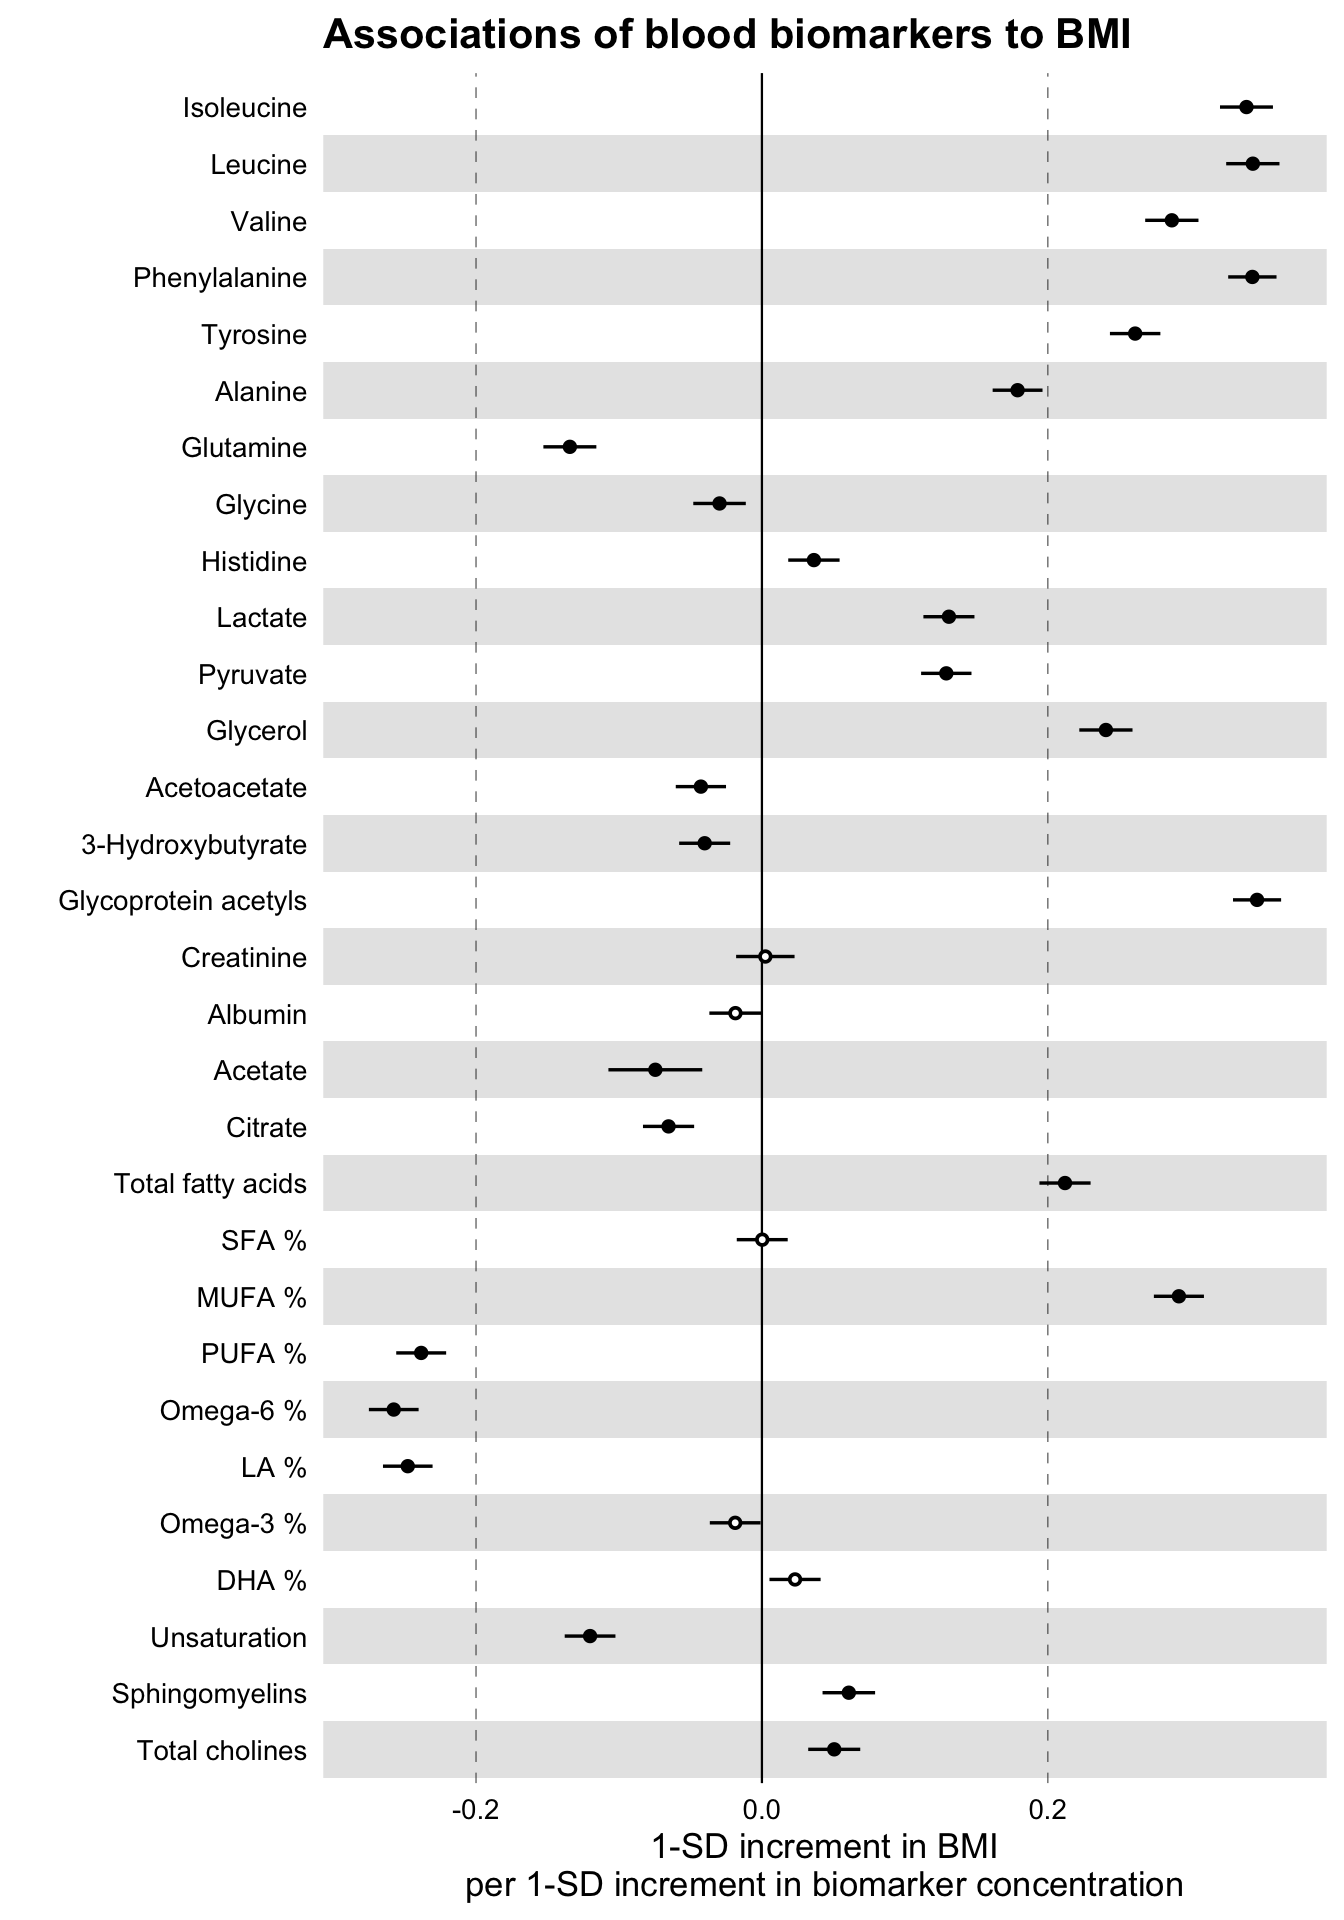 Associations of blood biomarkers to BMI
Isoleucine
Leucine
Valine
Phenylalanine
Tyrosine
Alanine
Glutamine
Glycine
Histidine
Lactate
Pyruvate
Glycerol
Acetoacetate
3-Hydroxybutyrate
Glycoprotein acetyls
Creatinine
Albumin
Acetate
Citrate
Total fatty acids
SFA %
MUFA %
PUFA %
Omega-6 %
LA %
Omega-3 %
DHA %
Unsaturation
Sphingomyelins
Total cholines
-0.2 0.0 0.2
1-SD increment in BMI
per 1-SD increment in biomarker concentration